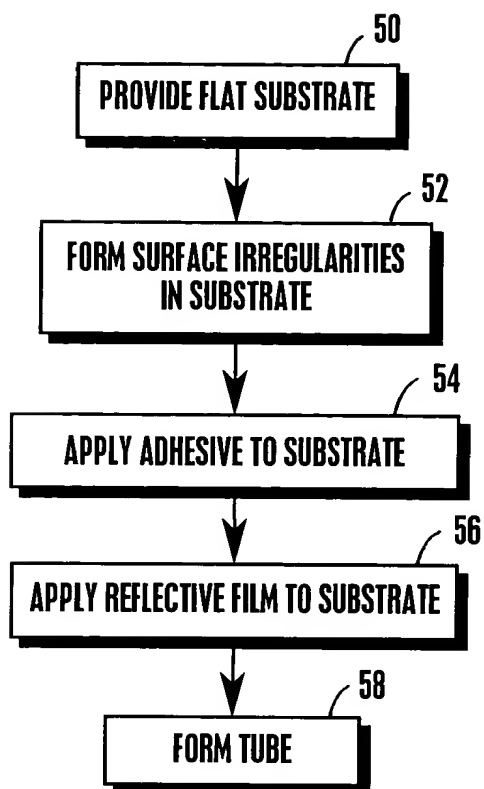 50
PROVIDE FLAT SUBSTRATE
52
FORM SURFACE IRREGULARITIES
IN SUBSTRATE
54
APPLY ADHESIVE TO SUBSTRATE
56
APPLY REFLECTIVE FILM TO SUBSTRATE
58
FORM TUBE